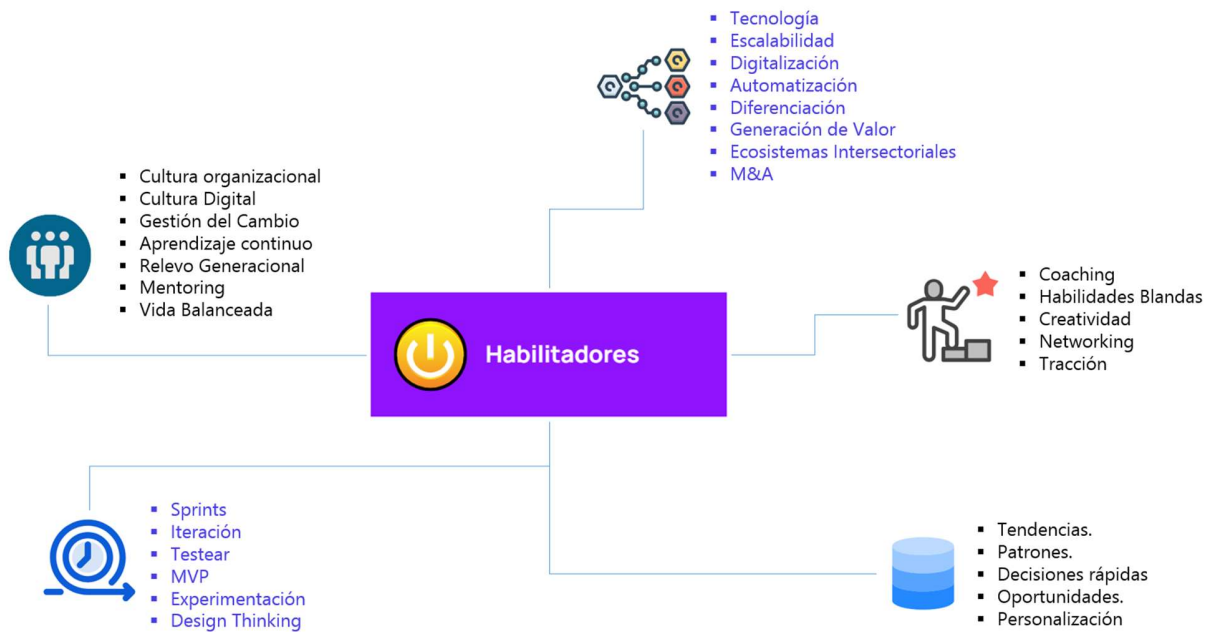 Tecnología
Escalabilidad
Digitalización
Automatización
Diferenciación
Generación de Valor
Ecosistemas Intersectoriales
M&A
Cultura organizacional
Cultura Digital
Gestión del Cambio
Aprendizaje continuo
Relevo Generacional
Mentoring
Vida Balanceada
Habilitadores
Coaching
Habilidades Blandas
Creatividad
Networking
Tracción
Sprints
Iteración
Testear
MVP
Experimentación
Design Thinking
Tendencias.
Patrones.
Decisiones rápidas
Oportunidades.
Personalización